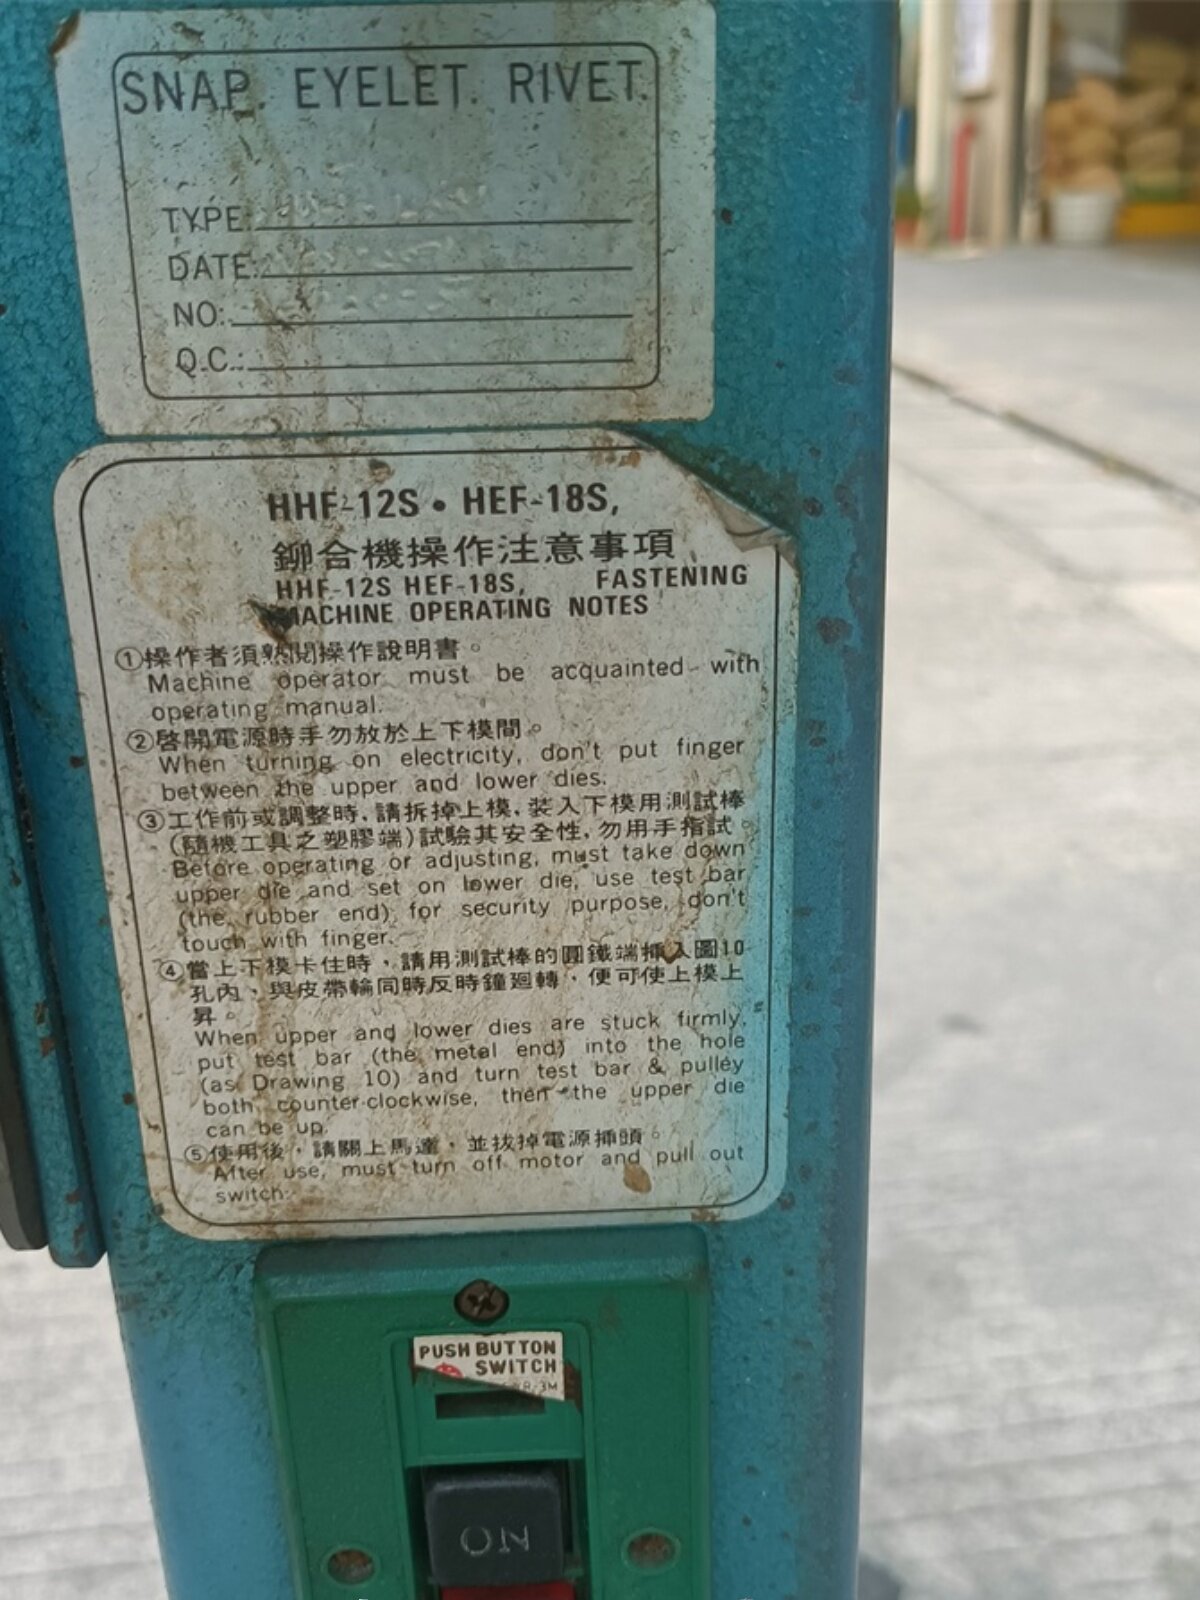 SNAP. EYELET. RIVET.
TYPE:
DATE:
NO:
Q.C.:
HHF-12S • HEF-18S,
鉚合機操作注意事項
HHF-12S HEF-18S, FASTENING
MACHINE OPERATING NOTES
①操作者須熟閱操作說明書。
Machine operator must be acquainted with
operating manual.
②啓開電源時手勿放於上下模間。
When turning on electricity, don't put finger
between the upper and lower dies.
③工作前或調整時,請拆掉上模,裝入下模用測試棒
(隨機工具之塑膠端)試驗其安全性,勿用手指試。
Before operating or adjusting, must take down
upper die and set on lower die, use test bar
(the rubber end) for security purpose, don't
touch with finger.
④當上下模卡住時,請用測試棒的圓鐵端插入圖10
孔內,與皮帶輪同時反時鐘廻轉,便可使上模上
昇。
When upper and lower dies are stuck firmly,
put test bar (the metal end) into the hole
(as Drawing 10) and turn test bar & pulley
both counter-clockwise, then the upper die
can be up.
⑤使用後,請關上馬達,並拔掉電源插頭。
After use, must turn off motor and pull out
switch.
PUSH BUTTON
SWITCH
ON